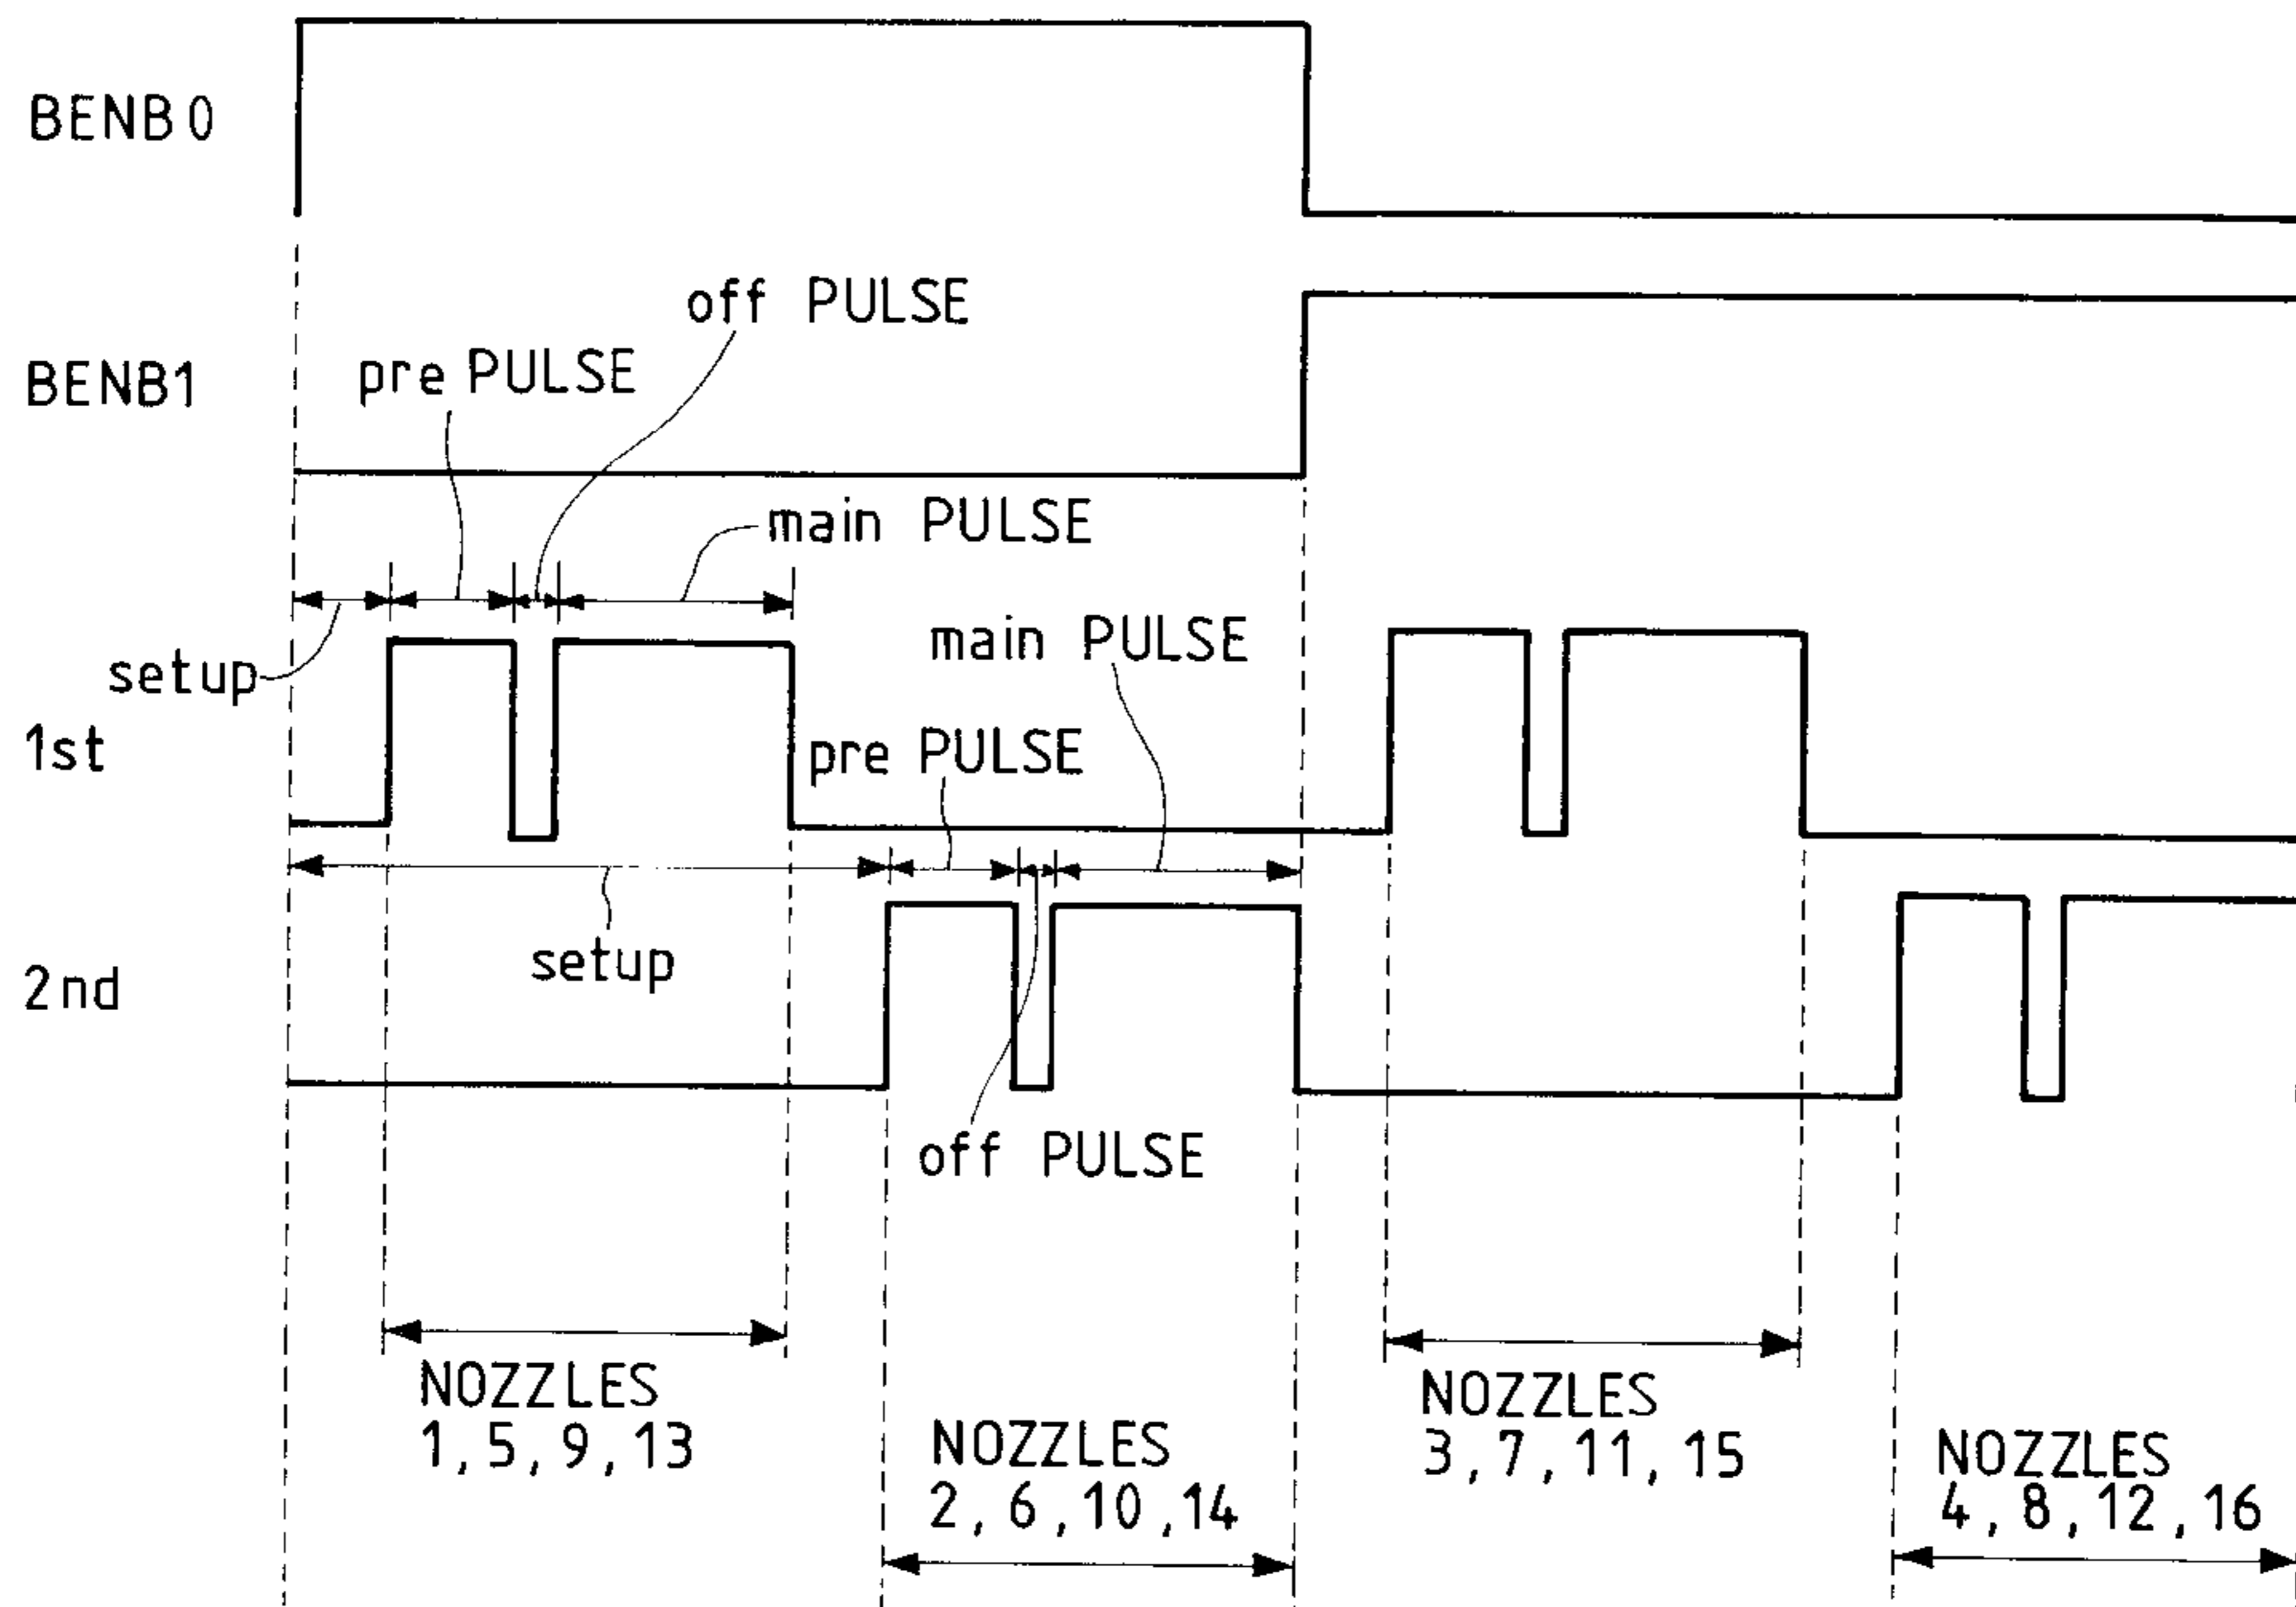 BENB0
off PULSE
BENB1
pre PULSE
main PULSE
setup
main PULSE
1st
pre PULSE
setup
2nd
off PULSE
NOZZLES
1,5,9,13
NOZZLES
2,6,10,14
NOZZLES
3,7,11,15
NOZZLES
4,8,12,16